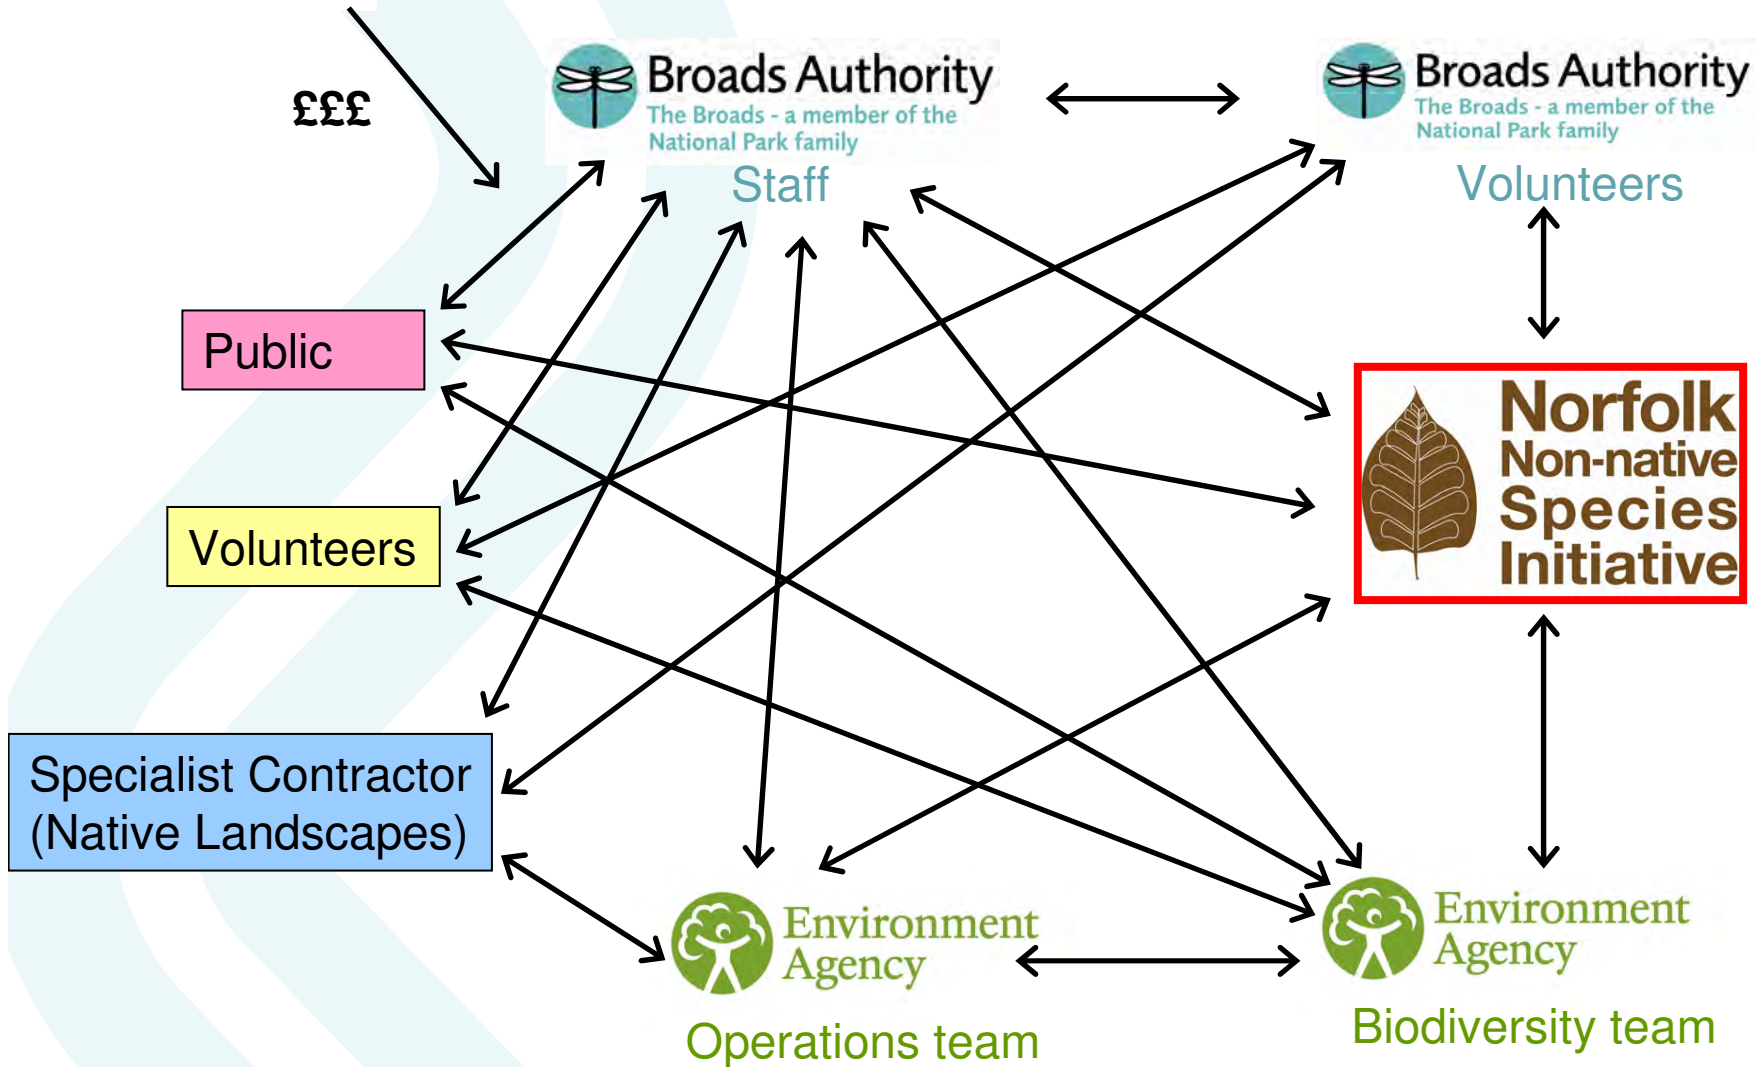 £££
Broads Authority
The Broads - a member of the
National Park family
Staff
Broads Authority
The Broads - a member of the
National Park family
Volunteers
Public
Norfolk
Non-native
Species
Initiative
Volunteers
Specialist Contractor
(Native Landscapes)
Environment
Agency
Operations team
Environment
Agency
Biodiversity team